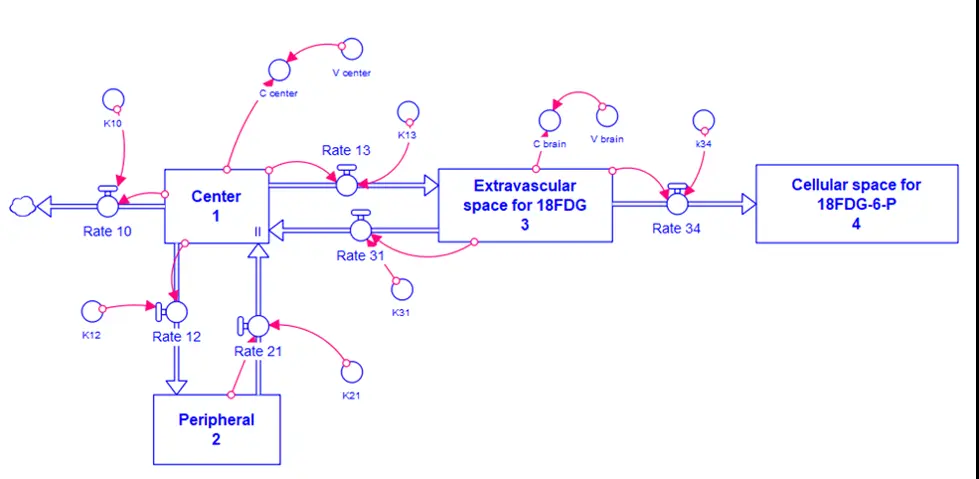 V center
C center
K10
K13
C brain
V brain
k34
Rate 13
Center
1
Extravascular
space for 18FDG
3
Cellular space for
18FDG-6-P
4
Rate 10
Rate 31
Rate 34
K31
K12
Rate 12
Rate 21
K21
Peripheral
2